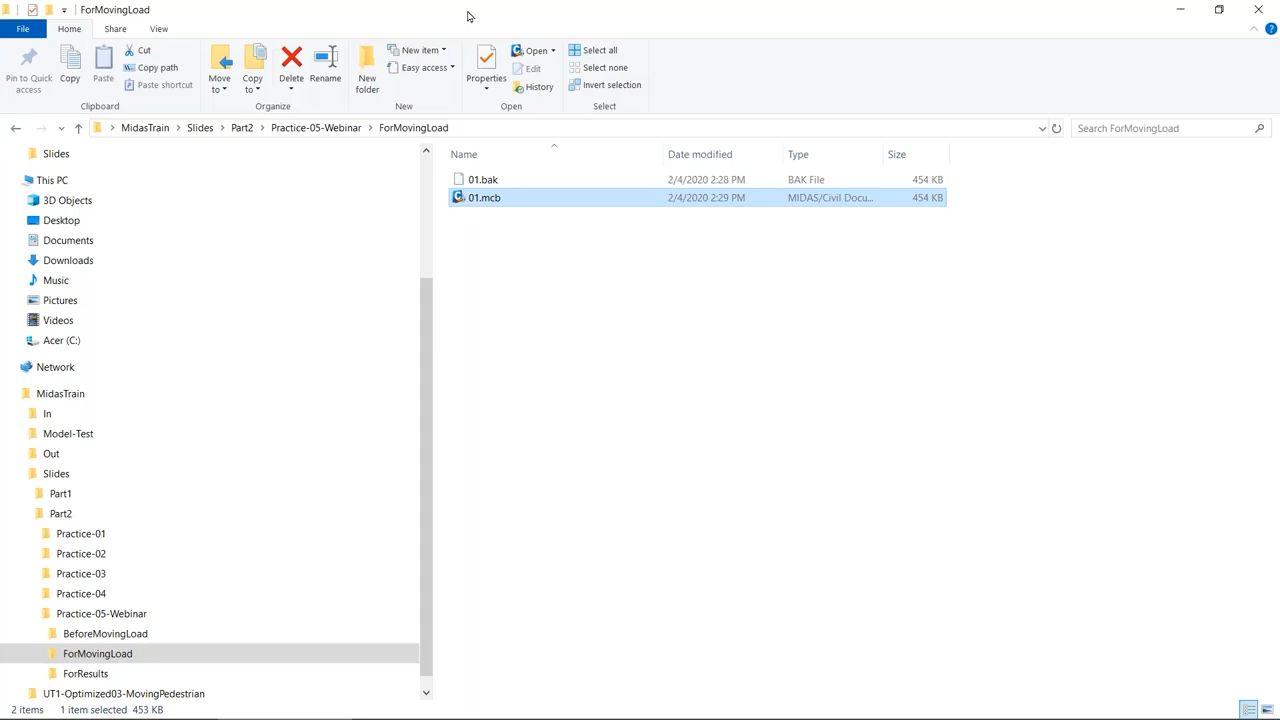 ForMovingLoad
File Home Share View
Pin to Quick access
Copy
Paste
Cut
Copy path
Paste shortcut
Clipboard
Move to
Copy to
Delete
Rename
Organize
New folder
New item
Easy access
New
Properties
Open
Edit
History
Open
Select all
Select none
Invert selection
Select
MidasTrain > Slides > Part2 > Practice-05-Webinar > ForMovingLoad
Search ForMovingLoad
Slides
This PC
3D Objects
Desktop
Documents
Downloads
Music
Pictures
Videos
Acer (C:)
Network
MidasTrain
In
Model-Test
Out
Slides
Part1
Part2
Practice-01
Practice-02
Practice-03
Practice-04
Practice-05-Webinar
BeforeMovingLoad
ForMovingLoad
ForResults
UT1-Optimized03-MovingPedestrian
Name Date modified Type Size
01.bak 2/4/2020 2:28 PM BAK File 454 KB
01.mcb 2/4/2020 2:29 PM MIDAS/Civil Docu... 454 KB
2 items 1 item selected 453 KB